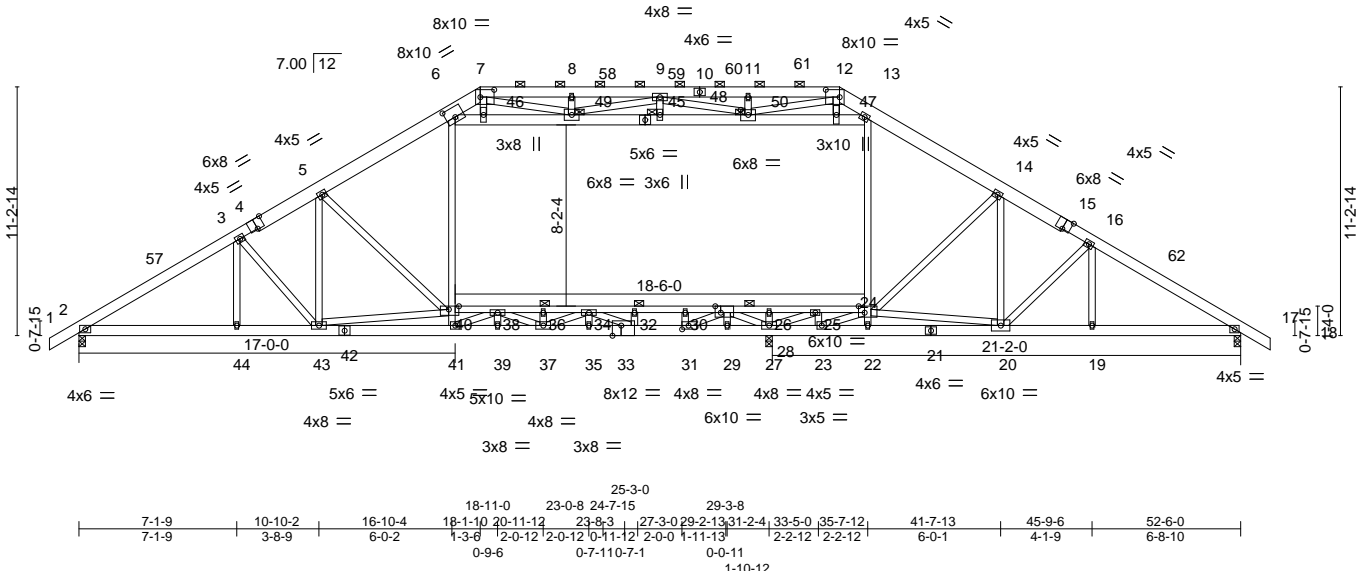 4x8 =
8x10 =
4x5
4x6 =
8x10
8x10 =
7.00 12
6 7 8 58 9 59 10 60 11 61 12 13
46 49 45 48 50 47
4x5
3x8 ||
3x10 ||
4x5
6x8
5x6 =
6x8 =
4x5
4x5
6x8 = 3x6 ||
6x8
5
14
3 4
15 16
11-2-14
8-2-4
11-2-14
57
62
18-6-0
1 2
24
17
18
0-7-15
40 38 36 34 32 30 26 25
0-7-15
17-0-0
6x10 =
21-2-0
28
44 43 42 41 39 37 35 33 31 29 27 23 22 21 20 19
4x6 =
5x6 =
4x5
5x10 =
8x12 =
4x8 =
4x8 =
4x5 =
4x6 =
6x10 =
4x5 =
4x8 =
4x8 =
6x10 =
3x5 =
3x8 =
3x8 =
25-3-0
18-11-0 23-0-8 24-7-15 29-3-8
7-1-9 10-10-2 16-10-4 18-1-10 20-11-12 23-8-3 27-3-0 29-2-13 31-2-4 33-5-0 35-7-12 41-7-13 45-9-6 52-6-0
7-1-9 3-8-9 6-0-2 1-3-6 2-0-12 2-0-12 0-11-12 2-0-0 1-11-13 1-10-12 2-2-12 2-2-12 6-0-1 4-1-9 6-8-10
0-9-6 0-7-11 0-7-1 0-0-11